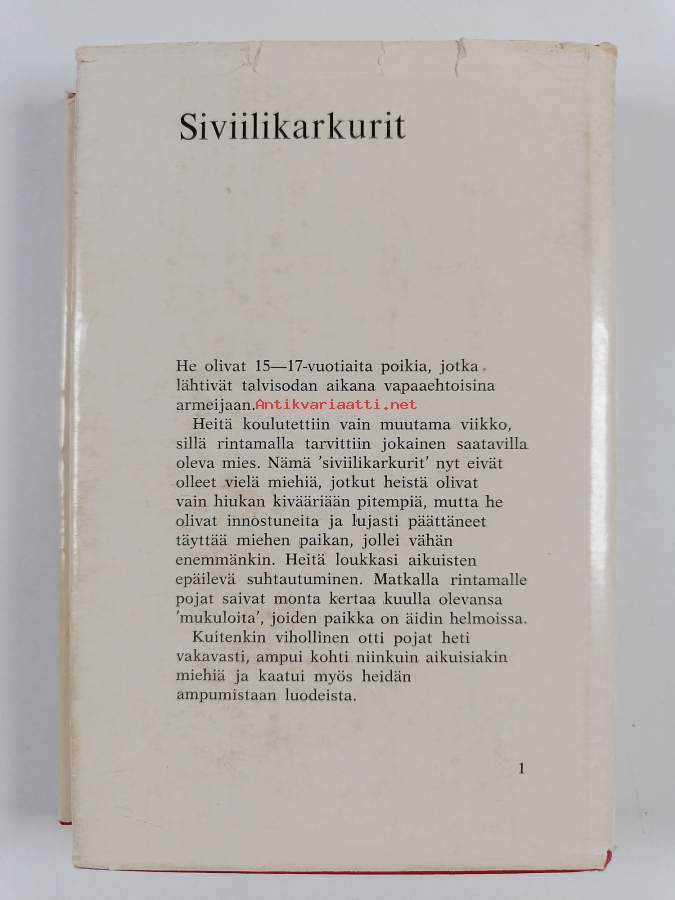 Siviilikarkurit
He olivat 15—17-vuotiaita poikia, jotka
lähtivät talvisodan aikana vapaaehtoisina
armeijaan. Antikvariaatti.net
Heitä koulutettiin vain muutama viikko,
sillä rintamalla tarvittiin jokainen saatavilla
oleva mies. Nämä 'siviilikarkurit' nyt eivät
olleet vielä miehiä, jotkut heistä olivat
vain hiukan kivääriään pitempiä, mutta he
olivat innostuneita ja lujasti päättäneet
täyttää miehen paikan, jollei vähän
enemmänkin. Heitä loukkasi aikuisten
epäilevä suhtautuminen. Matkalla rintamalle
pojat saivat monta kertaa kuulla olevansa
'mukuloita', joiden paikka on äidin helmoissa.
Kuitenkin vihollinen otti pojat heti
vakavasti, ampui kohti niinkuin aikuisiakin
miehiä ja kaatui myös heidän
ampumistaan luodeista.
1